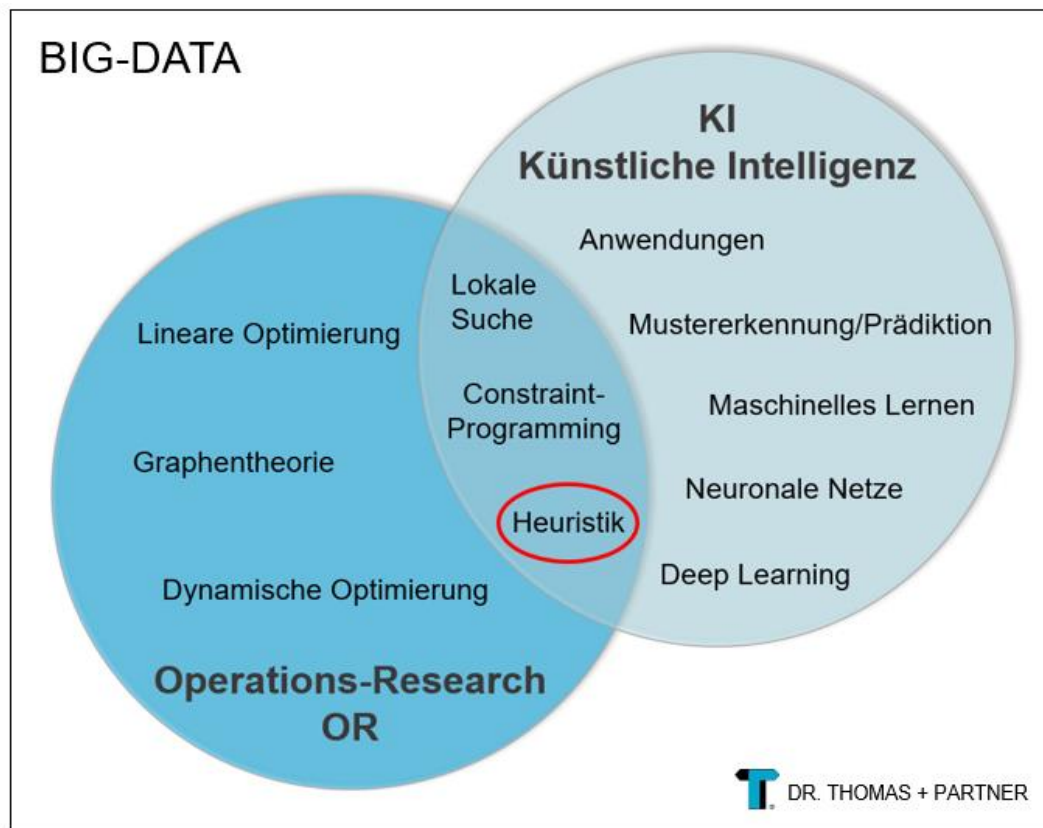 BIG-DATA
KI
Künstliche Intelligenz
Anwendungen
Lokale
Suche
Lineare Optimierung
Mustererkennung/Prädiktion
Constraint-
Programming
Maschinelles Lernen
Graphentheorie
Neuronale Netze
Heuristik
Deep Learning
Dynamische Optimierung
Operations-Research
OR
DR. THOMAS + PARTNER